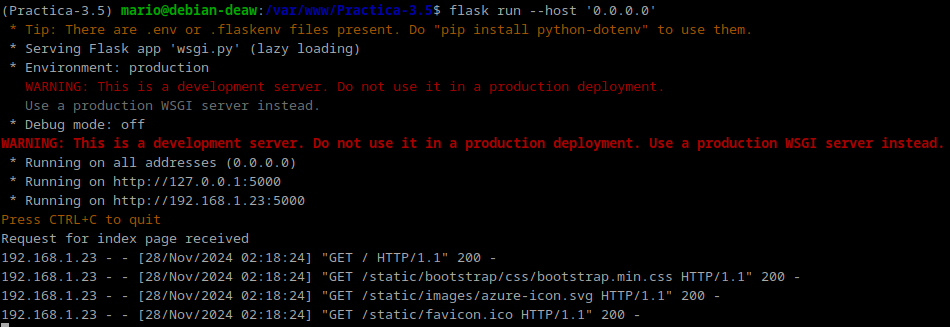 (Practica-3.5) mario@debian-deaw:/var/www/Practica-3.5$ flask run --host '0.0.0.0'
 * Tip: There are .env or .flaskenv files present. Do "pip install python-dotenv" to use them.
 * Serving Flask app 'wsgi.py' (lazy loading)
 * Environment: production
   WARNING: This is a development server. Do not use it in a production deployment.
   Use a production WSGI server instead.
 * Debug mode: off
WARNING: This is a development server. Do not use it in a production deployment. Use a production WSGI server instead.
 * Running on all addresses (0.0.0.0)
 * Running on http://127.0.0.1:5000
 * Running on http://192.168.1.23:5000
Press CTRL+C to quit
Request for index page received
192.168.1.23 - - [28/Nov/2024 02:18:24] "GET / HTTP/1.1" 200 -
192.168.1.23 - - [28/Nov/2024 02:18:24] "GET /static/bootstrap/css/bootstrap.min.css HTTP/1.1" 200 -
192.168.1.23 - - [28/Nov/2024 02:18:24] "GET /static/images/azure-icon.svg HTTP/1.1" 200 -
192.168.1.23 - - [28/Nov/2024 02:18:24] "GET /static/favicon.ico HTTP/1.1" 200 -